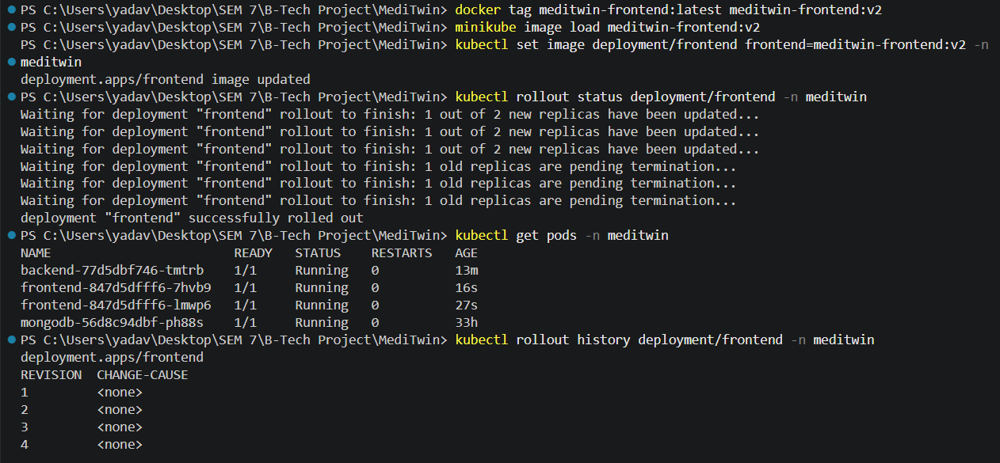 PS C:\Users\yadav\Desktop\SEM 7\B-Tech Project\MediTwin> docker tag meditwin-frontend:latest meditwin-frontend:v2
PS C:\Users\yadav\Desktop\SEM 7\B-Tech Project\MediTwin> minikube image load meditwin-frontend:v2
PS C:\Users\yadav\Desktop\SEM 7\B-Tech Project\MediTwin> kubectl set image deployment/frontend frontend=meditwin-frontend:v2 -n
meditwin
deployment.apps/frontend image updated
PS C:\Users\yadav\Desktop\SEM 7\B-Tech Project\MediTwin> kubectl rollout status deployment/frontend -n meditwin
Waiting for deployment "frontend" rollout to finish: 1 out of 2 new replicas have been updated...
Waiting for deployment "frontend" rollout to finish: 1 out of 2 new replicas have been updated...
Waiting for deployment "frontend" rollout to finish: 1 out of 2 new replicas have been updated...
Waiting for deployment "frontend" rollout to finish: 1 old replicas are pending termination...
Waiting for deployment "frontend" rollout to finish: 1 old replicas are pending termination...
Waiting for deployment "frontend" rollout to finish: 1 old replicas are pending termination...
deployment "frontend" successfully rolled out
PS C:\Users\yadav\Desktop\SEM 7\B-Tech Project\MediTwin> kubectl get pods -n meditwin
NAME                        READY   STATUS    RESTARTS   AGE
backend-77d5dbf746-tmtrb    1/1     Running   0          13m
frontend-847d5dfff6-7hvb9   1/1     Running   0          16s
frontend-847d5dfff6-lmwp6   1/1     Running   0          27s
mongodb-56d8c94dbf-ph88s    1/1     Running   0          33h
PS C:\Users\yadav\Desktop\SEM 7\B-Tech Project\MediTwin> kubectl rollout history deployment/frontend -n meditwin
deployment.apps/frontend
REVISION  CHANGE-CAUSE
1         <none>
2         <none>
3         <none>
4         <none>